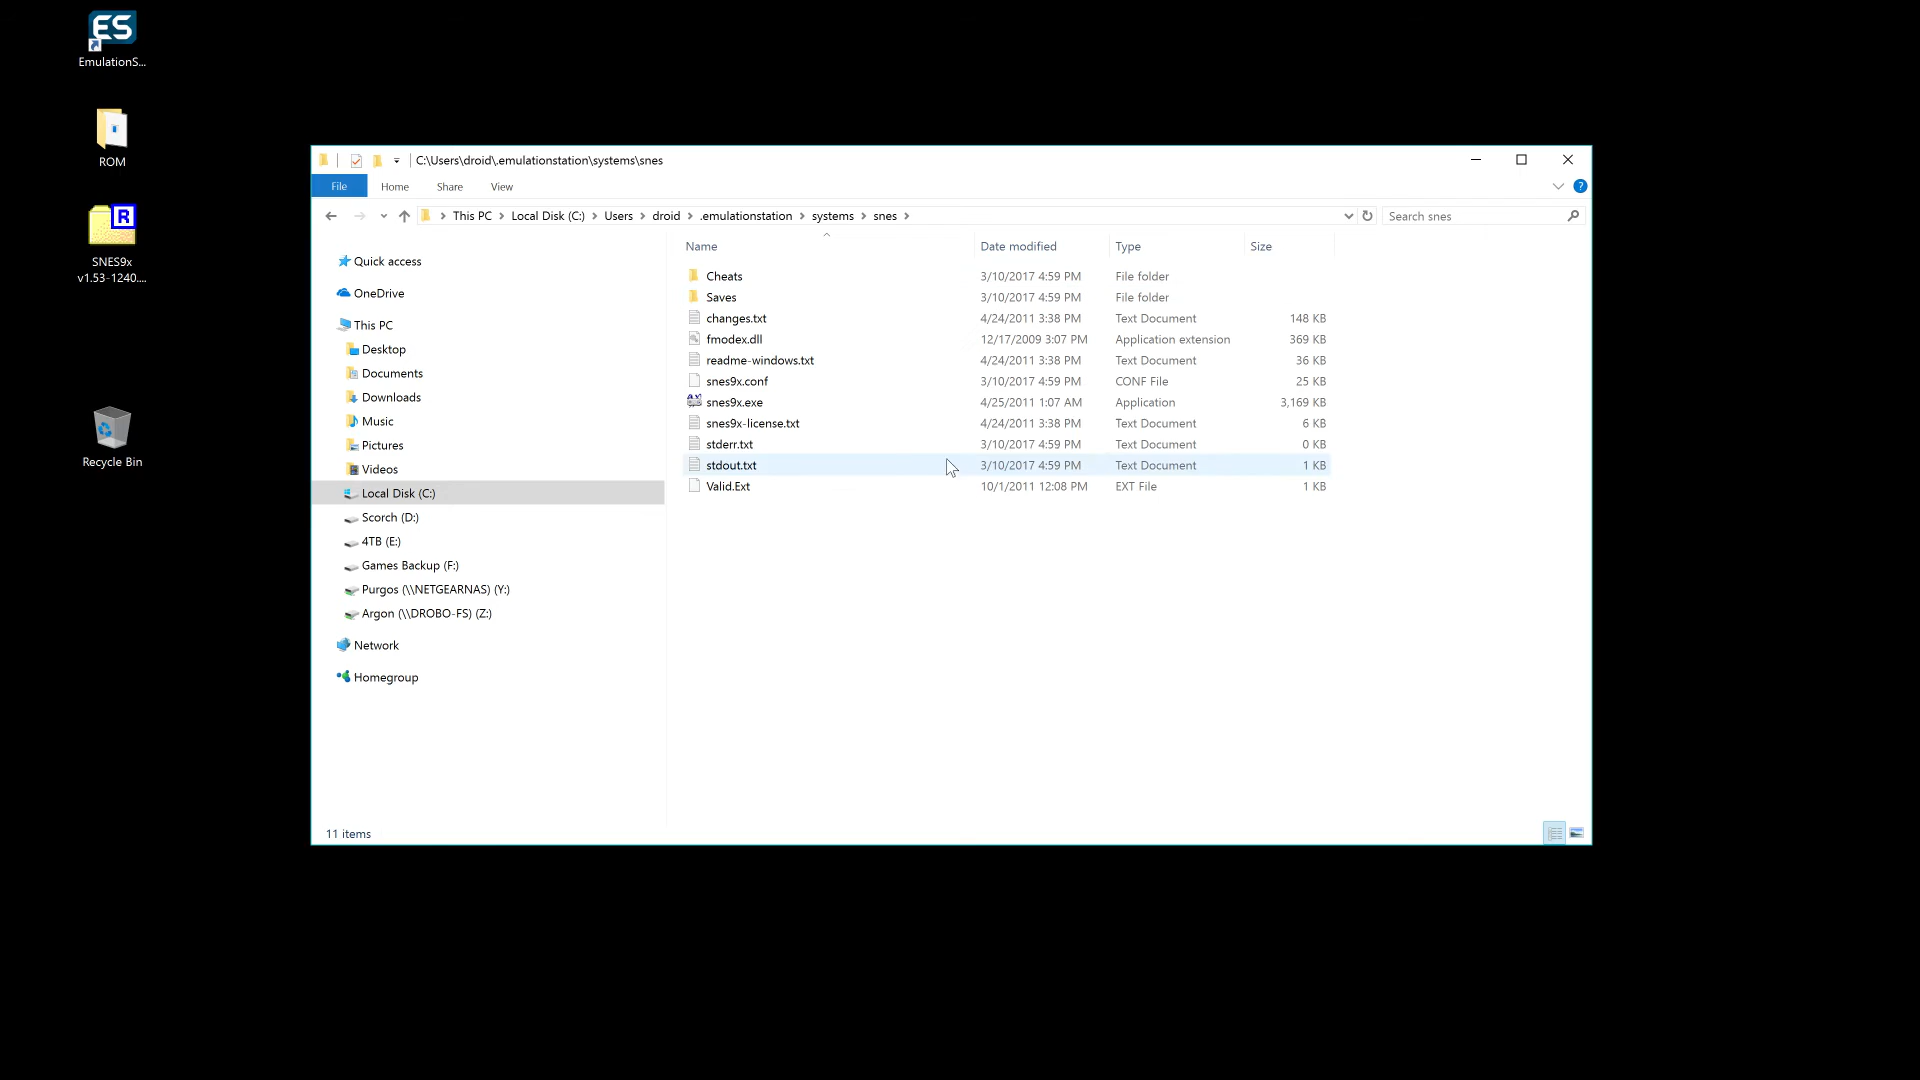 ES
EmulationS...
ROM
R
SNES9x
v1.53-1240....
Recycle Bin
C:\Users\droid\.emulationstation\systems\snes
File Home Share View
This PC > Local Disk (C:) > Users > droid > .emulationstation > systems > snes >
Search snes
Quick access
OneDrive
This PC
Desktop
Documents
Downloads
Music
Pictures
Videos
Local Disk (C:)
Scorch (D:)
4TB (E:)
Games Backup (F:)
Purgos (\\NETGEARNAS) (Y:)
Argon (\\DROBO-FS) (Z:)
Network
Homegroup
Name Date modified Type Size
Cheats 3/10/2017 4:59 PM File folder
Saves 3/10/2017 4:59 PM File folder
changes.txt 4/24/2011 3:38 PM Text Document 148 KB
fmodex.dll 12/17/2009 3:07 PM Application extension 369 KB
readme-windows.txt 4/24/2011 3:38 PM Text Document 36 KB
snes9x.conf 3/10/2017 4:59 PM CONF File 25 KB
snes9x.exe 4/25/2011 1:07 AM Application 3,169 KB
snes9x-license.txt 4/24/2011 3:38 PM Text Document 6 KB
stderr.txt 3/10/2017 4:59 PM Text Document 0 KB
stdout.txt 3/10/2017 4:59 PM Text Document 1 KB
Valid.Ext 10/1/2011 12:08 PM EXT File 1 KB
11 items